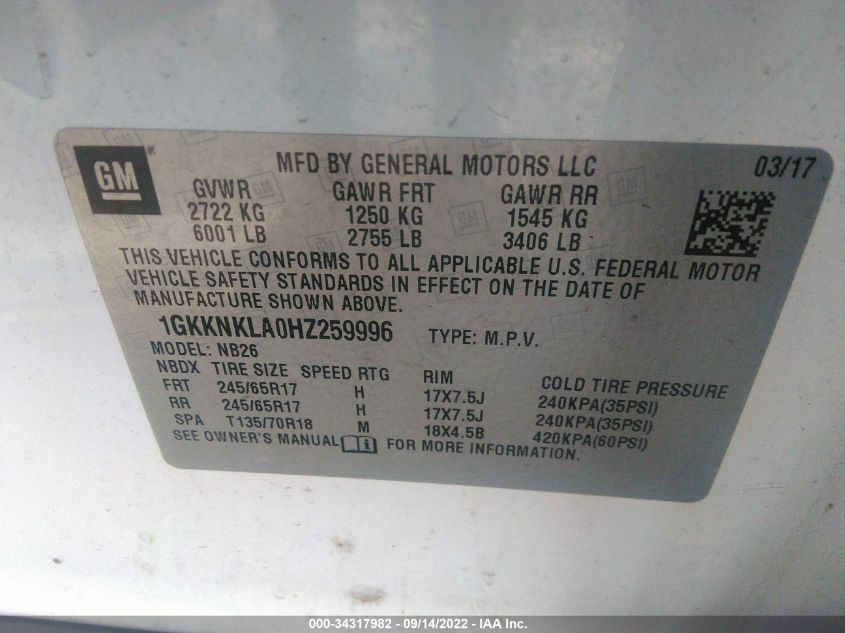 GM
MFD BY GENERAL MOTORS LLC 03/17
GVWR GAWR FRT GAWR RR
2722 KG 1250 KG 1545 KG
6001 LB 2755 LB 3406 LB
THIS VEHICLE CONFORMS TO ALL APPLICABLE U.S. FEDERAL MOTOR
VEHICLE SAFETY STANDARDS IN EFFECT ON THE DATE OF
MANUFACTURE SHOWN ABOVE.
1GKKNKLA0HZ259996 TYPE: M.P.V.
MODEL: NB26
NBDX TIRE SIZE SPEED RTG RIM COLD TIRE PRESSURE
FRT 245/65R17 H 17X7.5J 240KPA(35PSI)
RR 245/65R17 H 17X7.5J 240KPA(35PSI)
SPA T135/70R18 M 18X4.5B 420KPA(60PSI)
SEE OWNER'S MANUAL FOR MORE INFORMATION.
000-34317982 - 09/14/2022 - IAA Inc.